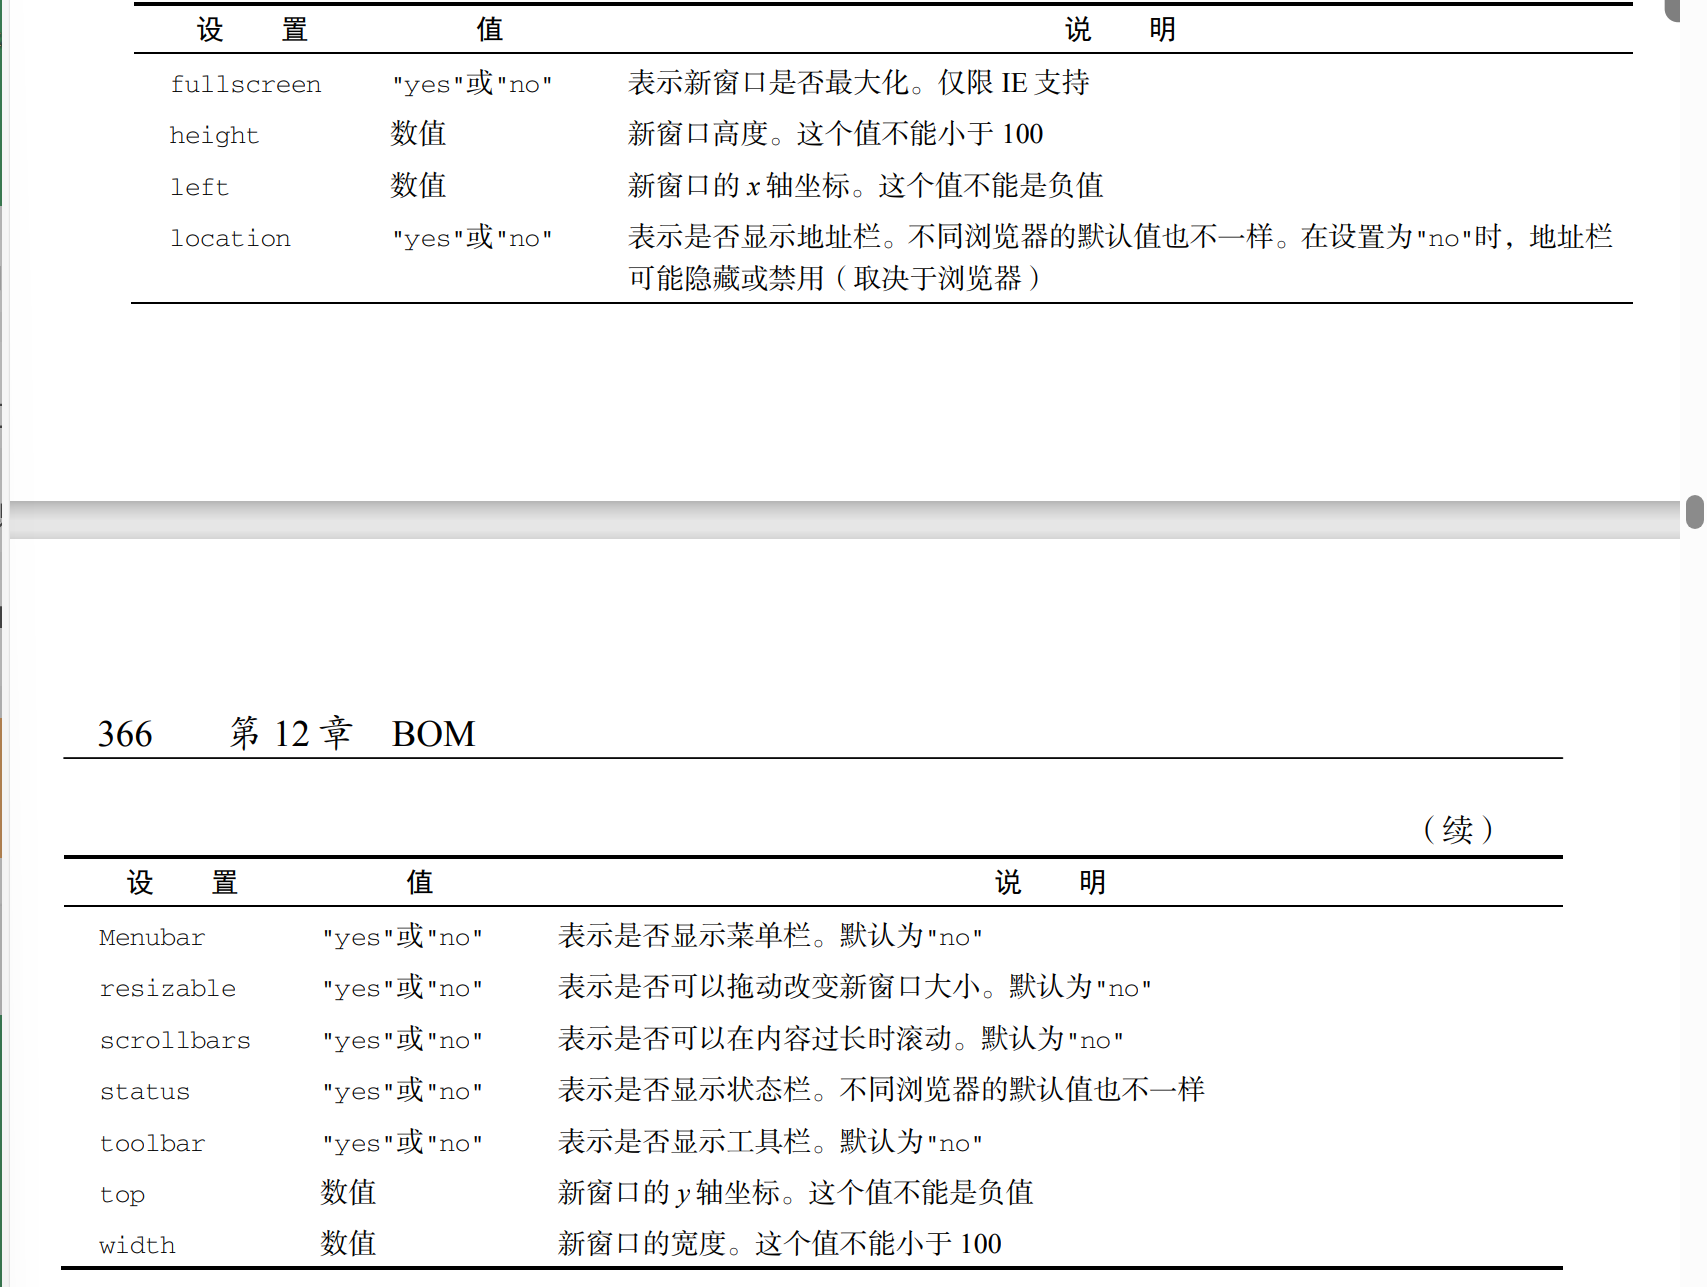 设 置 值 说 明
fullscreen "yes"或"no" 表示新窗口是否最大化。仅限 IE 支持
height 数值 新窗口高度。这个值不能小于 100
left 数值 新窗口的 x 轴坐标。这个值不能是负值
location "yes"或"no" 表示是否显示地址栏。不同浏览器的默认值也不一样。在设置为"no"时，地址栏
可能隐藏或禁用（取决于浏览器）
366 第 12 章 BOM
（续）
设 置 值 说 明
Menubar "yes"或"no" 表示是否显示菜单栏。默认为"no"
resizable "yes"或"no" 表示是否可以拖动改变新窗口大小。默认为"no"
scrollbars "yes"或"no" 表示是否可以在内容过长时滚动。默认为"no"
status "yes"或"no" 表示是否显示状态栏。不同浏览器的默认值也不一样
toolbar "yes"或"no" 表示是否显示工具栏。默认为"no"
top 数值 新窗口的 y 轴坐标。这个值不能是负值
width 数值 新窗口的宽度。这个值不能小于 100